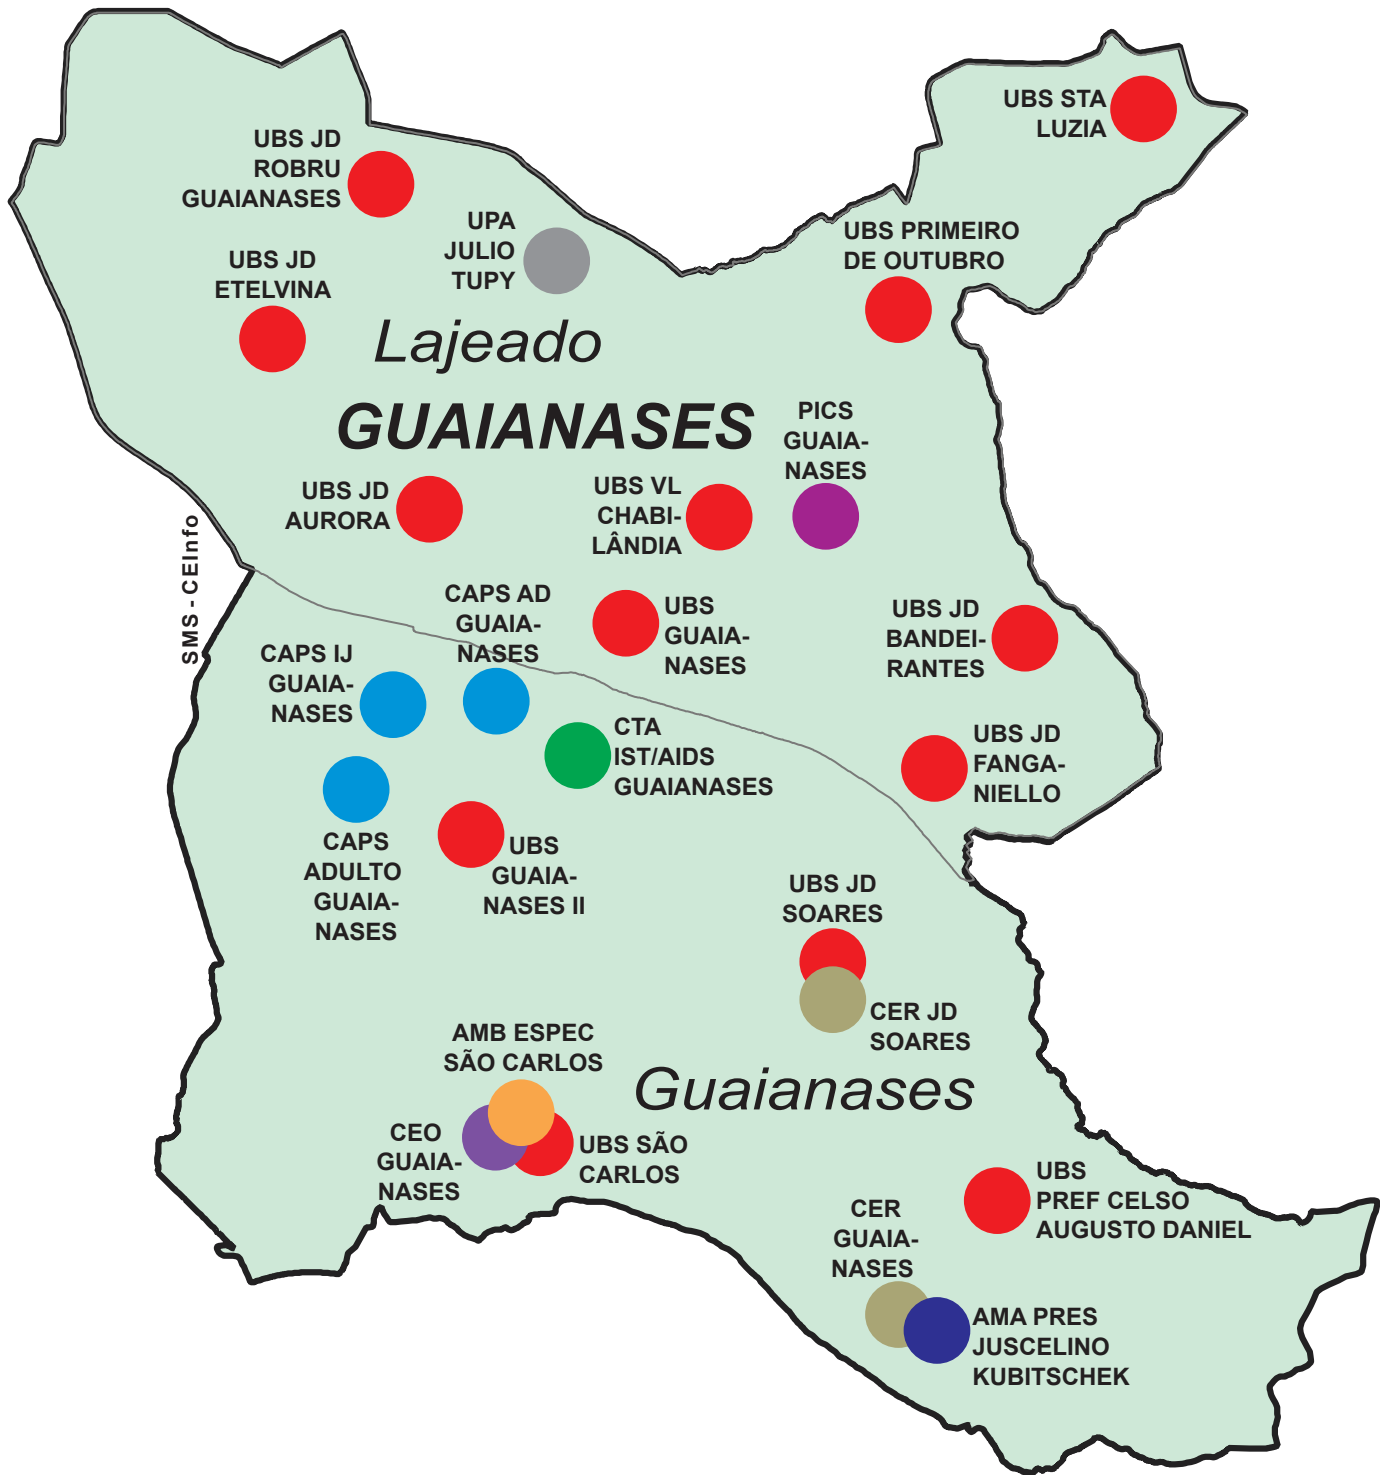 UBS STA
LUZIA
UBS JD
ROBRU
GUAIANASES
UPA
JULIO
TUPY
UBS PRIMEIRO
DE OUTUBRO
UBS JD
ETELVINA
Lajeado
GUAIANASES
PICS
GUAIA-
NASES
UBS JD
AURORA
UBS VL
CHABI-
LÂNDIA
SMS - CEInfo
CAPS AD
GUAIA-
NASES
UBS
GUAIA-
NASES
UBS JD
BANDEI-
RANTES
CAPS IJ
GUAIA-
NASES
CTA
IST/AIDS
GUAIANASES
UBS JD
FANGA-
NIELLO
CAPS
ADULTO
GUAIA-
NASES
UBS
GUAIA-
NASES II
UBS JD
SOARES
CER JD
SOARES
AMB ESPEC
SÃO CARLOS
Guaianases
CEO
GUAIA-
NASES
UBS SÃO
CARLOS
UBS
PREF CELSO
AUGUSTO DANIEL
CER
GUAIA-
NASES
AMA PRES
JUSCELINO
KUBITSCHEK